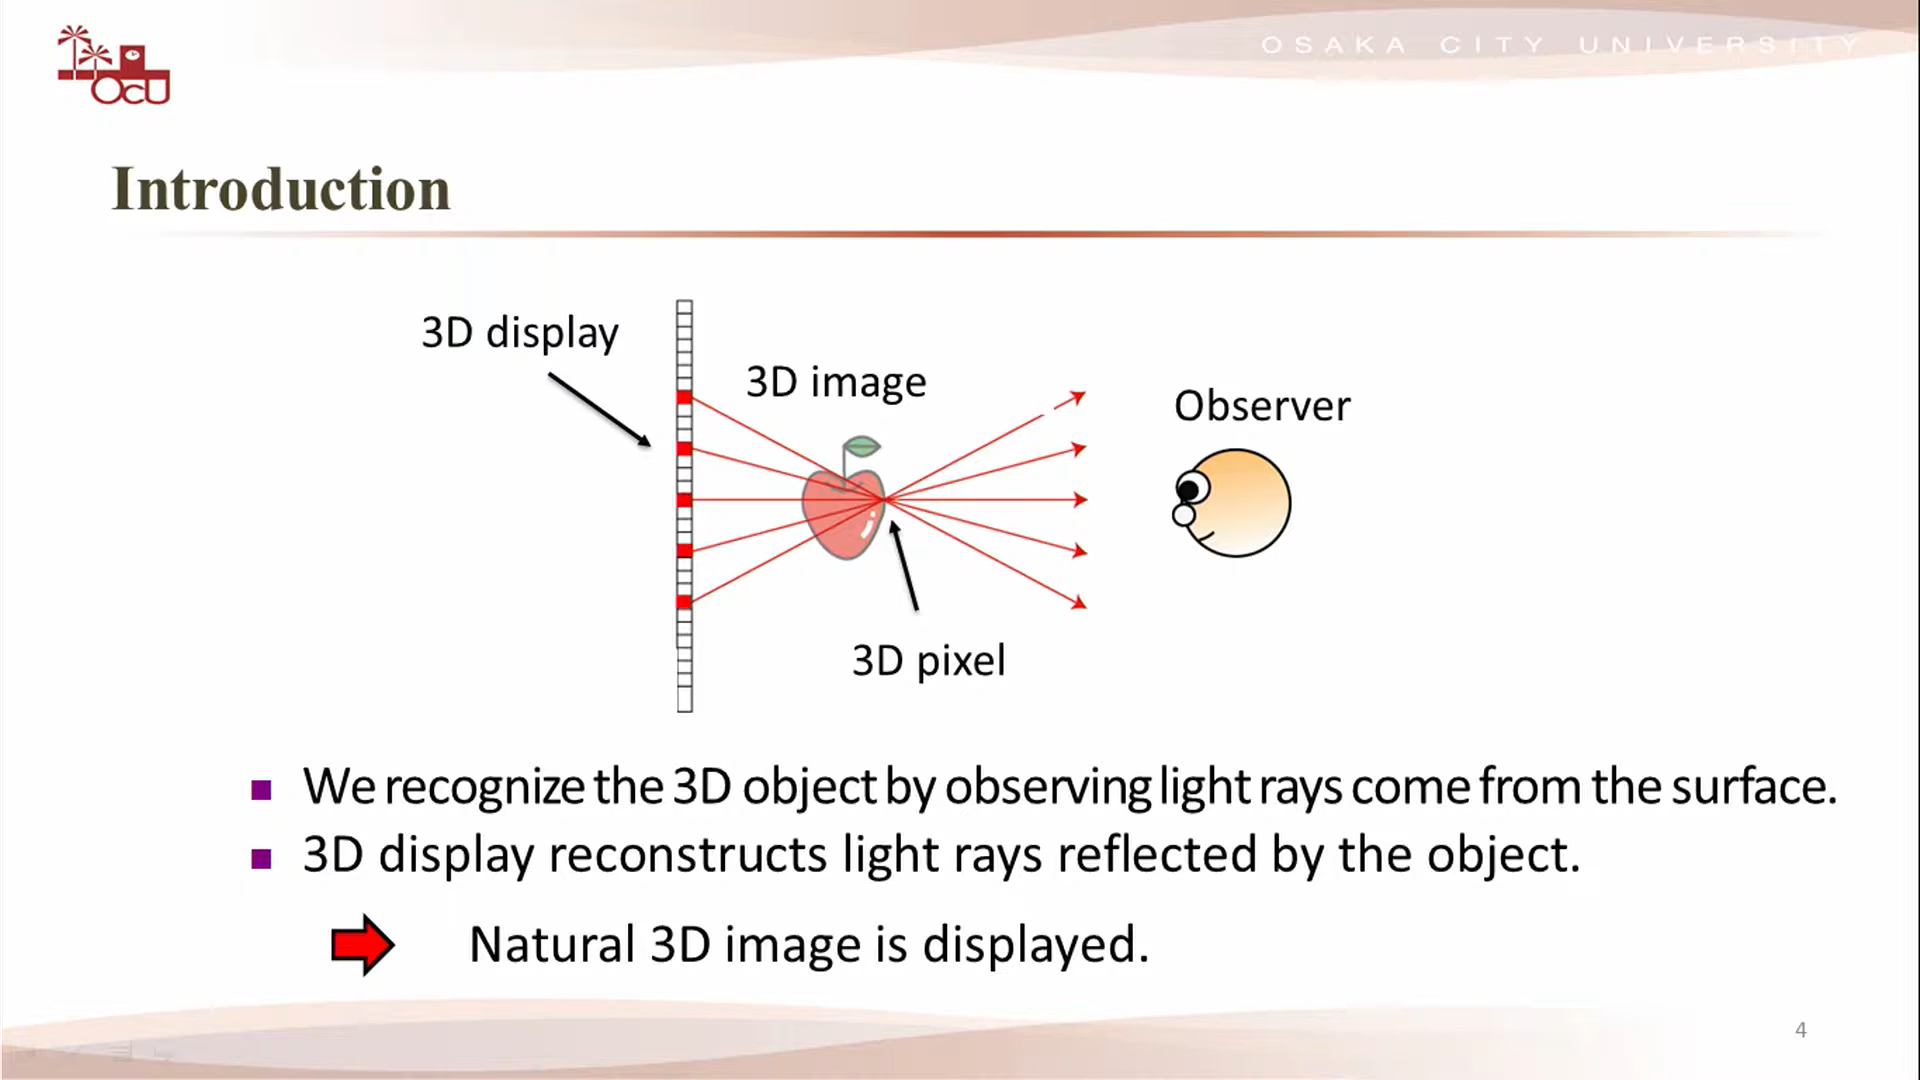 OSAKA CITY UNIVERSITY
OCU
Introduction
3D display
3D image
Observer
3D pixel
We recognize the 3D object by observing light rays come from the surface.
3D display reconstructs light rays reflected by the object.
Natural 3D image is displayed.
4